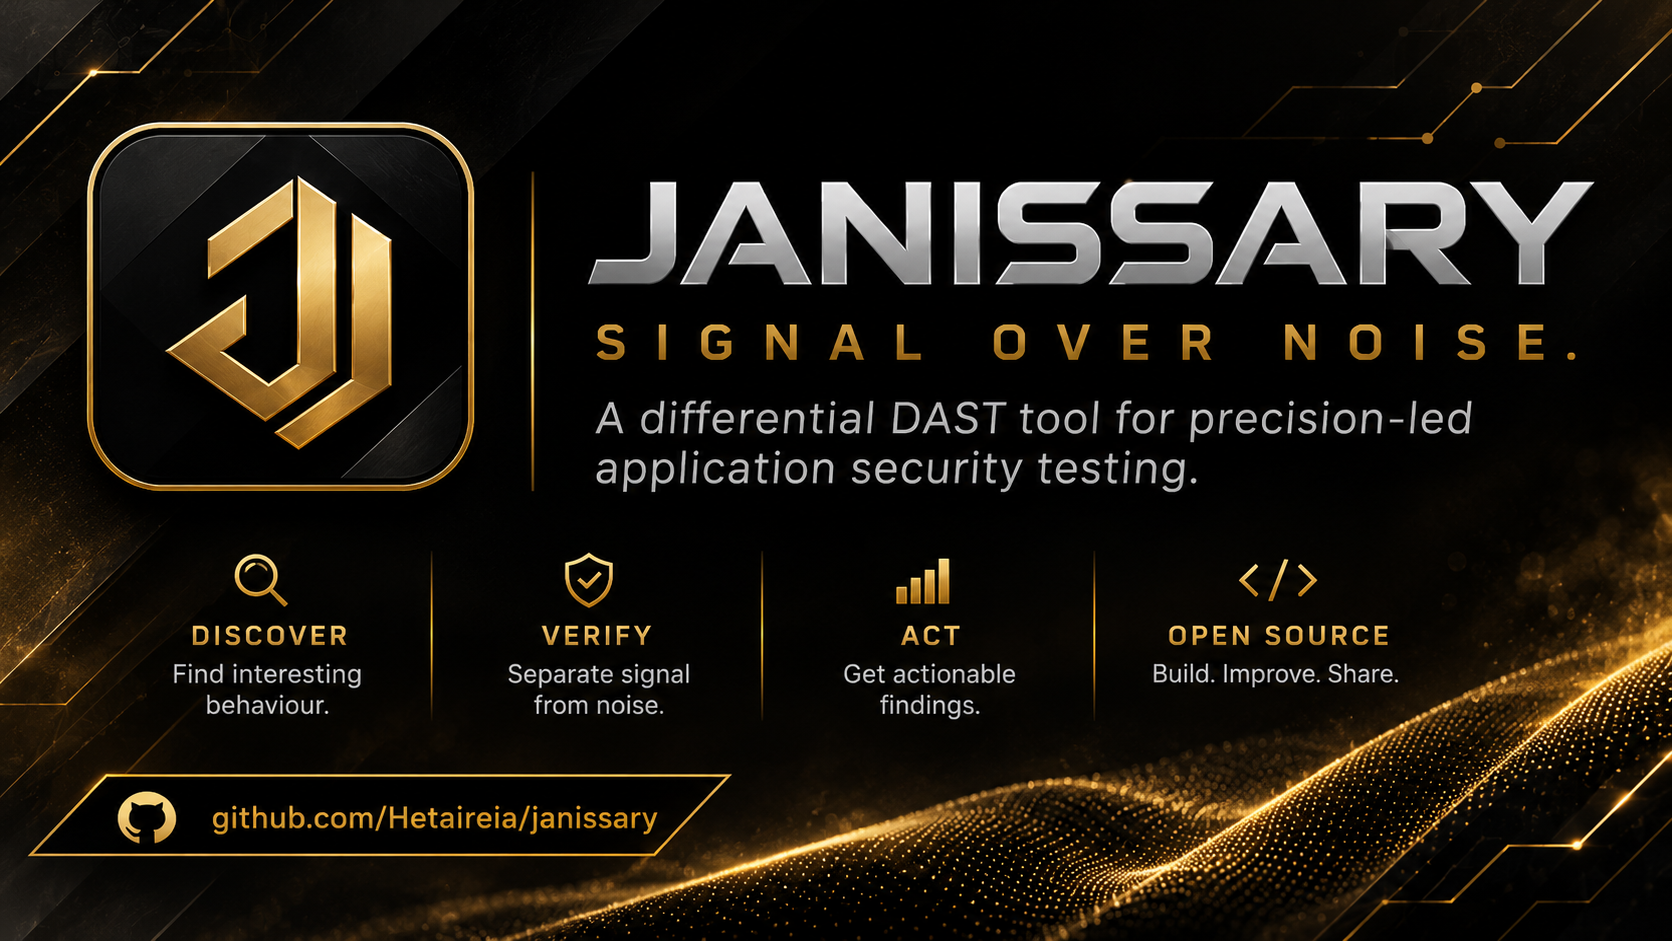 JANISSARY
SIGNAL OVER NOISE.
A differential DAST tool for precision-led
application security testing.
DISCOVER
Find interesting
behaviour.
VERIFY
Separate signal
from noise.
ACT
Get actionable
findings.
OPEN SOURCE
Build. Improve. Share.
github.com/Hetaireia/janissary